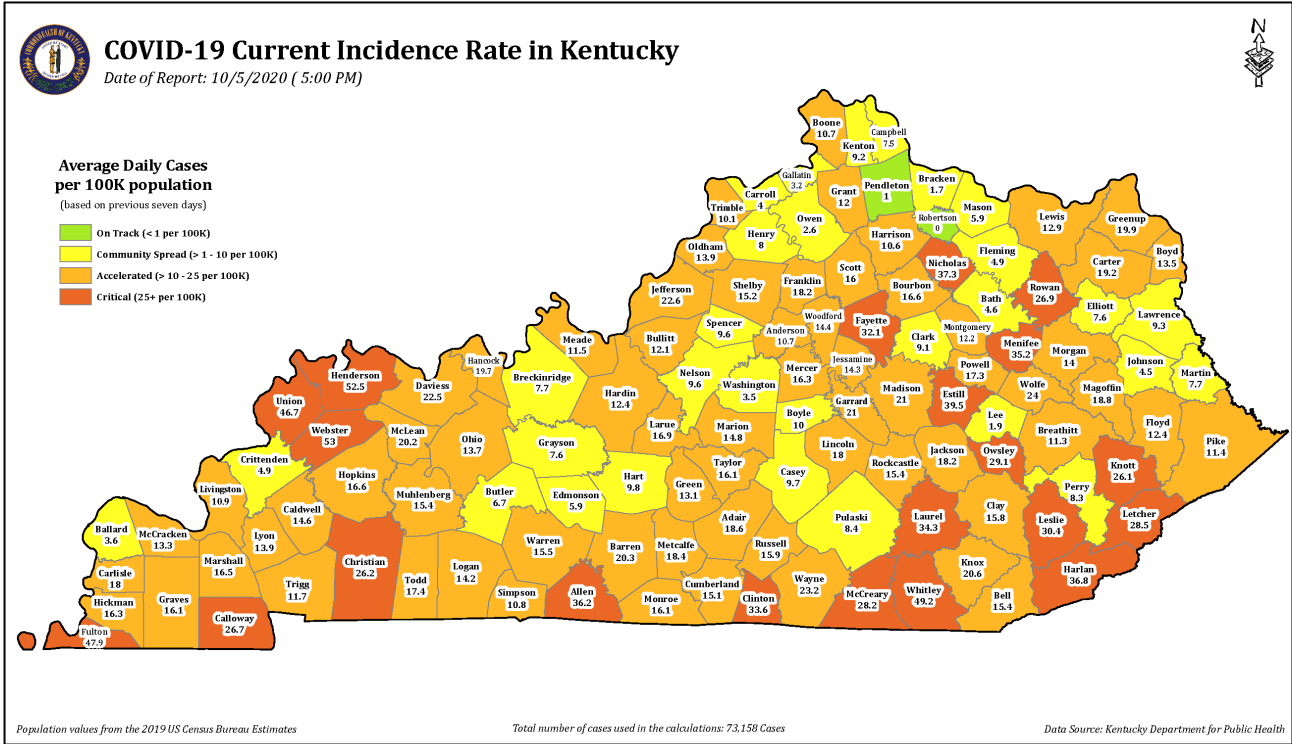 COVID-19 Current Incidence Rate in Kentucky
Date of Report: 10/5/2020 ( 5:00 PM)
N
Average Daily Cases
per 100K population
(based on previous seven days)
On Track (< 1 per 100K)
Community Spread (> 1 - 10 per 100K)
Accelerated (> 10 - 25 per 100K)
Critical (25+ per 100K)
Boone
10.7
Kenton
9.2
Campbell
7.5
Gallatin
3.2
Carroll
4
Trimble
10.1
Grant
12
Pendleton
1
Bracken
1.7
Robertson
0
Mason
5.9
Lewis
12.9
Greenup
19.9
Boyd
13.5
Carter
19.2
Owen
2.6
Henry
8
Oldham
13.9
Harrison
10.6
Nicholas
37.3
Fleming
4.9
Rowan
26.9
Elliott
7.6
Lawrence
9.3
Jefferson
22.6
Shelby
15.2
Franklin
18.2
Scott
16
Bourbon
16.6
Bath
4.6
Spencer
9.6
Anderson
10.7
Woodford
14.4
Fayette
32.1
Clark
9.1
Montgomery
12.2
Menifee
35.2
Morgan
14
Johnson
4.5
Martin
7.7
Meade
11.5
Bullitt
12.1
Hancock
19.7
Breckinridge
7.7
Nelson
9.6
Washington
3.5
Mercer
16.3
Jessamine
14.3
Powell
17.3
Wolfe
24
Magoffin
18.8
Henderson
52.5
Daviess
22.5
Union
46.7
Webster
53
Hardin
12.4
Larue
16.9
Marion
14.8
Boyle
10
Garrard
21
Madison
21
Estill
39.5
Lee
1.9
Breathitt
11.3
Floyd
12.4
Pike
11.4
McLean
20.2
Ohio
13.7
Grayson
7.6
Hart
9.8
Green
13.1
Taylor
16.1
Casey
9.7
Lincoln
18
Rockcastle
15.4
Jackson
18.2
Owsley
29.1
Perry
8.3
Knott
26.1
Letcher
28.5
Crittenden
4.9
Livingston
10.9
Hopkins
16.6
Muhlenberg
15.4
Butler
6.7
Edmonson
5.9
Caldwell
14.6
Lyon
13.9
Ballard
3.6
McCracken
13.3
Warren
15.5
Barren
20.3
Metcalfe
18.4
Adair
18.6
Russell
15.9
Pulaski
8.4
Laurel
34.3
Clay
15.8
Leslie
30.4
Harlan
36.8
Carlisle
18
Marshall
16.5
Hickman
16.3
Graves
16.1
Calloway
26.7
Fulton
47.9
Trigg
11.7
Christian
26.2
Todd
17.4
Logan
14.2
Simpson
10.8
Allen
36.2
Monroe
16.1
Cumberland
15.1
Clinton
33.6
Wayne
23.2
McCreary
28.2
Whitley
49.2
Knox
20.6
Bell
15.4
Population values from the 2019 US Census Bureau Estimates
Total number of cases used in the calculations: 73,158 Cases
Data Source: Kentucky Department for Public Health